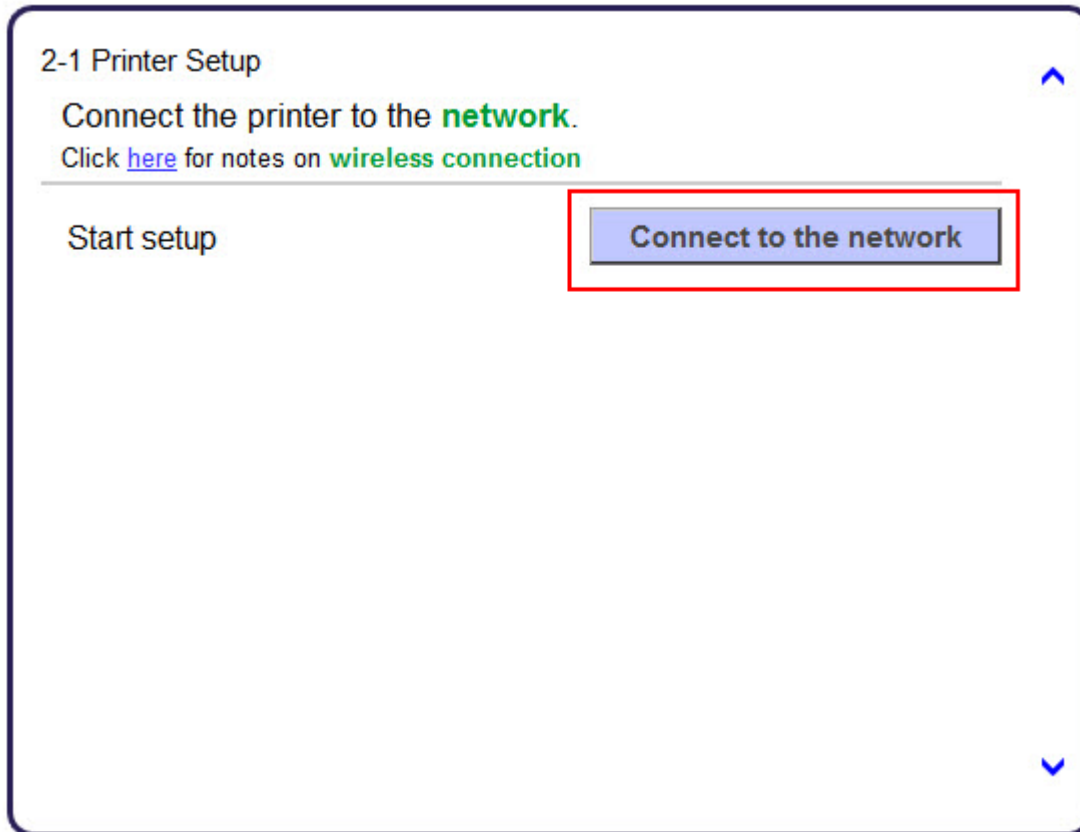 2-1 Printer Setup
Connect the printer to the network.
Click here for notes on wireless connection
Start setup
Connect to the network